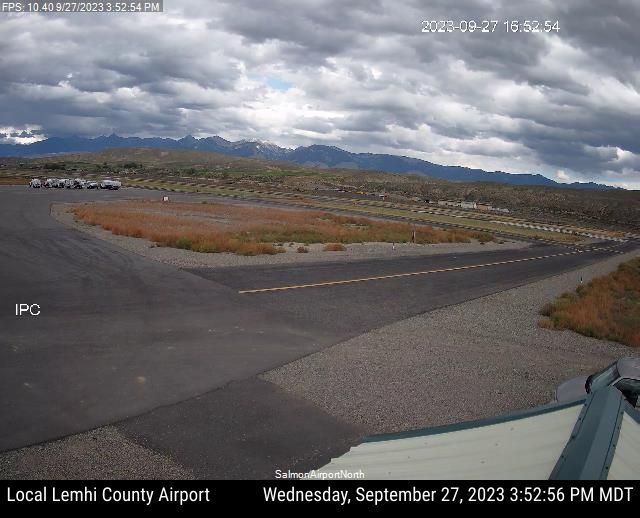 FPS: 10.40 9/27/2023 3:52:54 PM
2023-09-27 15:52:54
IPC
SalmonAirportNorth
Local Lemhi County Airport Wednesday, September 27, 2023 3:52:56 PM MDT